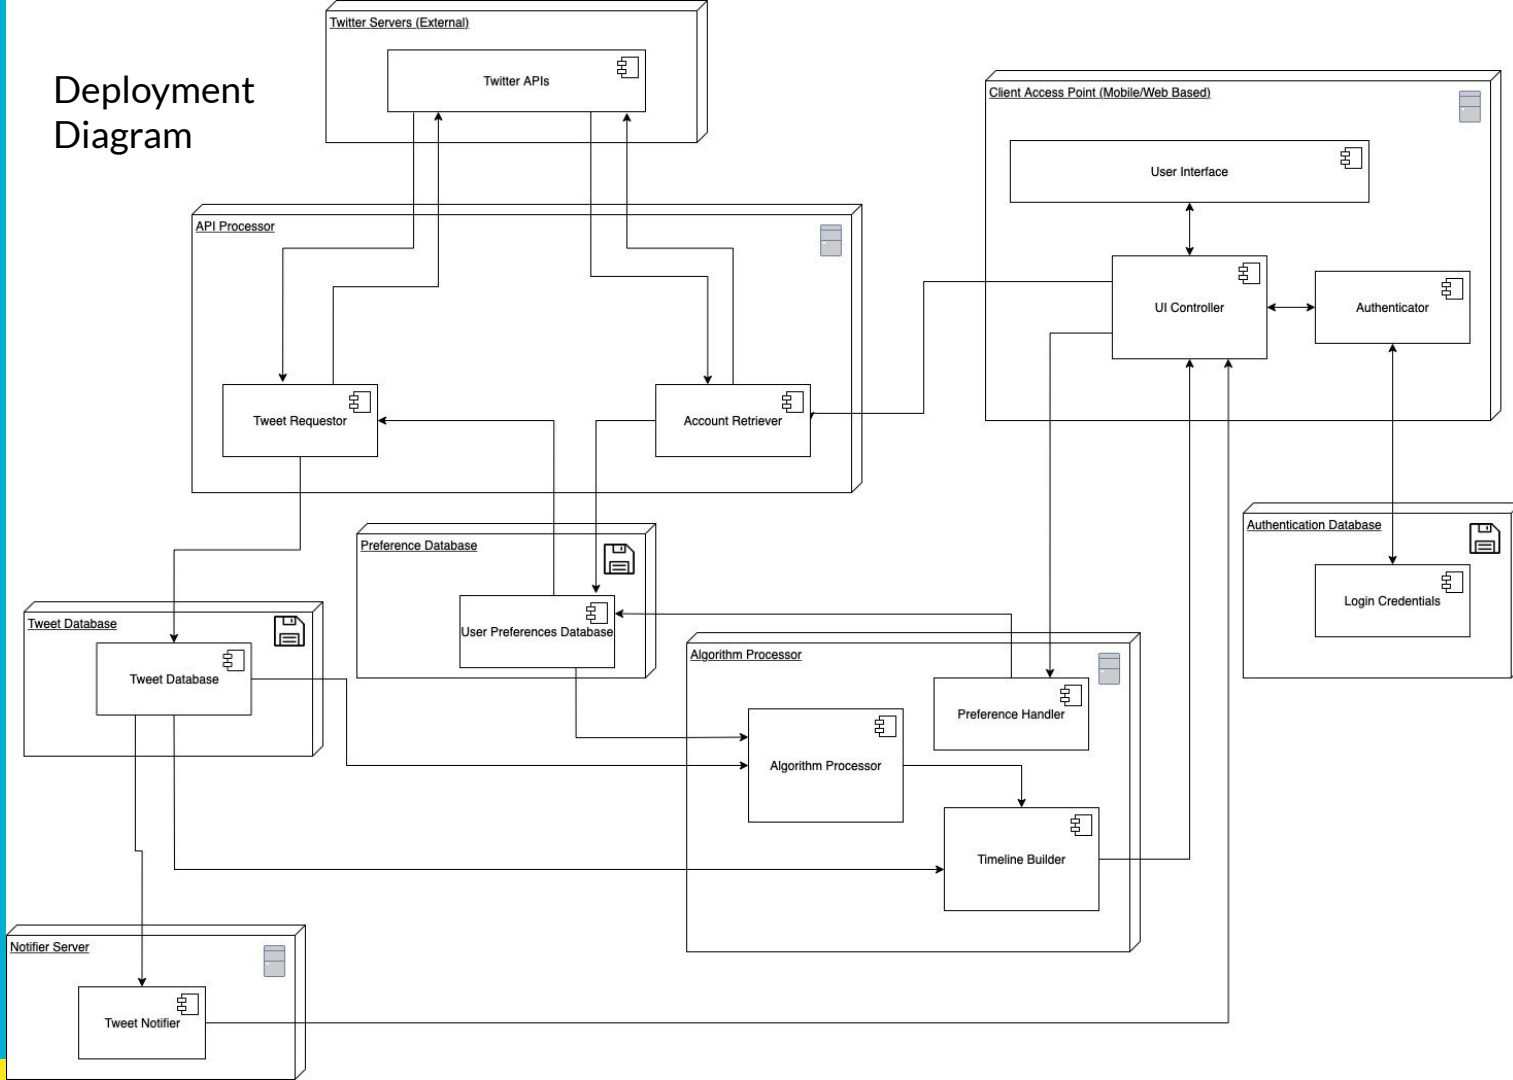 Deployment
Diagram
Twitter Servers (External)
Twitter APIs
Client Access Point (Mobile/Web Based)
User Interface
UI Controller
Authenticator
API Processor
Tweet Requestor
Account Retriever
Preference Database
User Preferences Database
Authentication Database
Login Credentials
Tweet Database
Tweet Database
Algorithm Processor
Preference Handler
Algorithm Processor
Timeline Builder
Notifier Server
Tweet Notifier